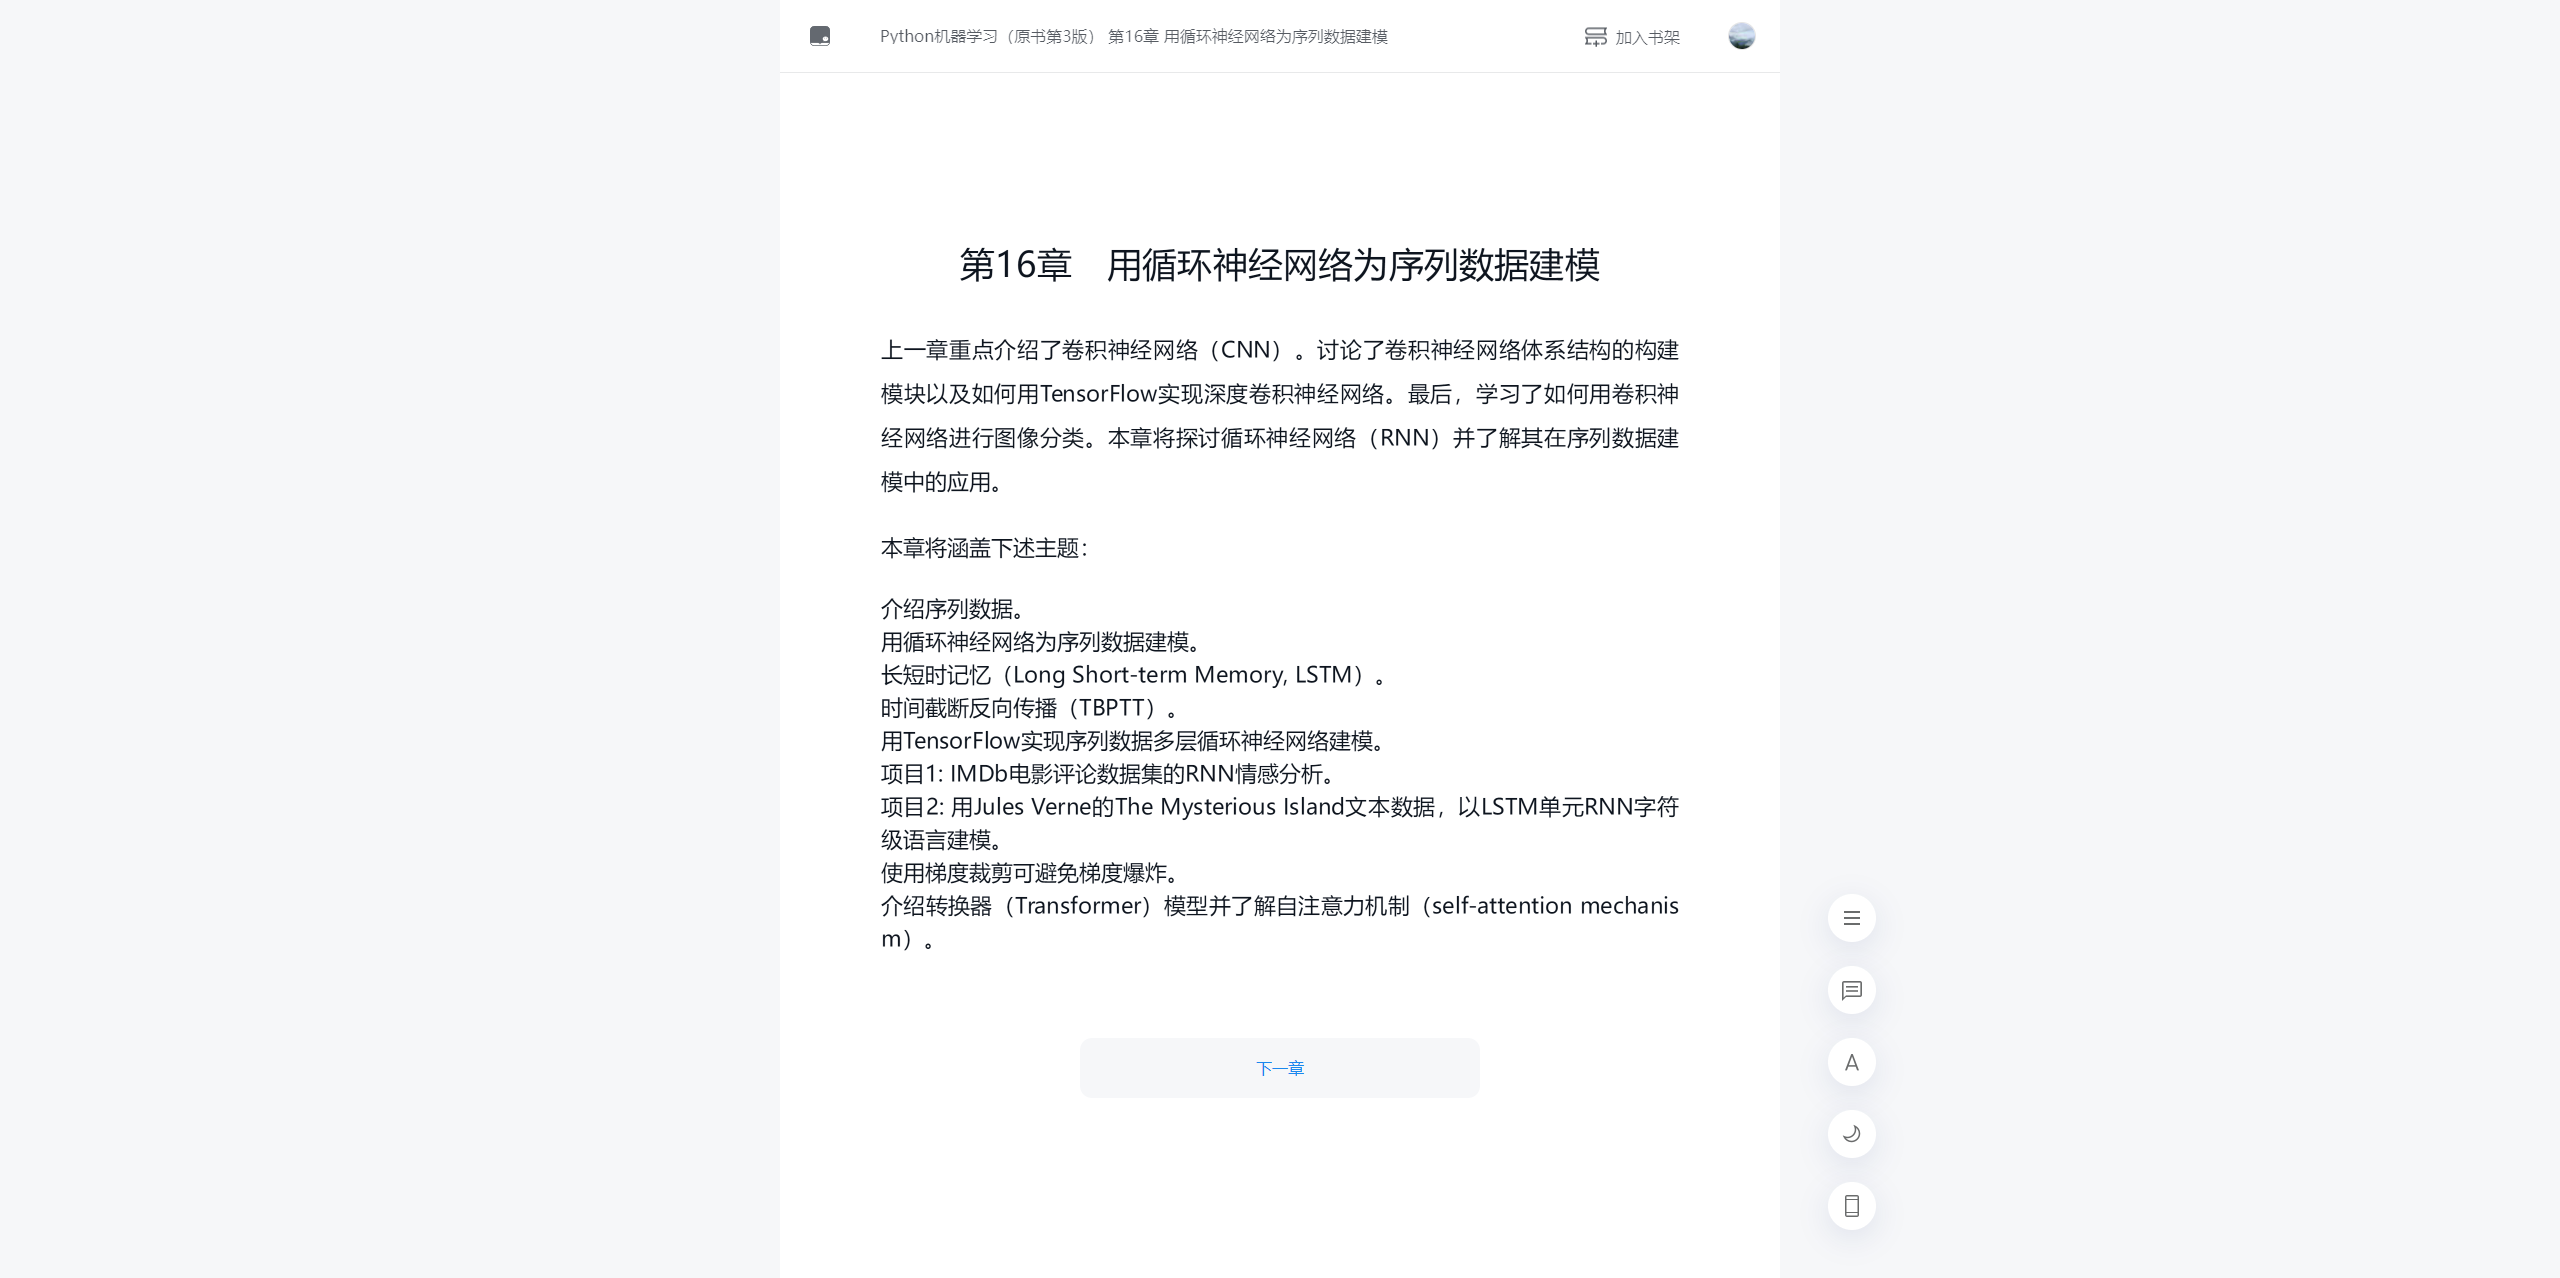 Python机器学习（原书第3版） 第16章 用循环神经网络为序列数据建模
加入书架
第16章　用循环神经网络为序列数据建模
上一章重点介绍了卷积神经网络（CNN）。讨论了卷积神经网络体系结构的构建
模块以及如何用TensorFlow实现深度卷积神经网络。最后，学习了如何用卷积神
经网络进行图像分类。本章将探讨循环神经网络（RNN）并了解其在序列数据建
模中的应用。
本章将涵盖下述主题：
介绍序列数据。
用循环神经网络为序列数据建模。
长短时记忆（Long Short-term Memory, LSTM）。
时间截断反向传播（TBPTT）。
用TensorFlow实现序列数据多层循环神经网络建模。
项目1: IMDb电影评论数据集的RNN情感分析。
项目2: 用Jules Verne的The Mysterious Island文本数据，以LSTM单元RNN字符
级语言建模。
使用梯度裁剪可避免梯度爆炸。
介绍转换器（Transformer）模型并了解自注意力机制（self-attention mechanis
m）。
下一章
A